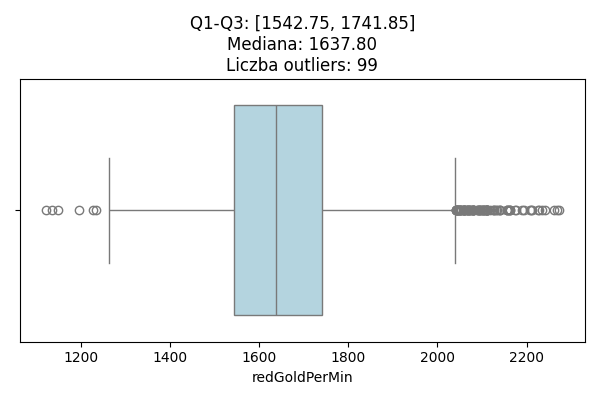 Q1-Q3: [1542.75, 1741.85]
Mediana: 1637.80
Liczba outliers: 99
1200 1400 1600 1800 2000 2200
redGoldPerMin